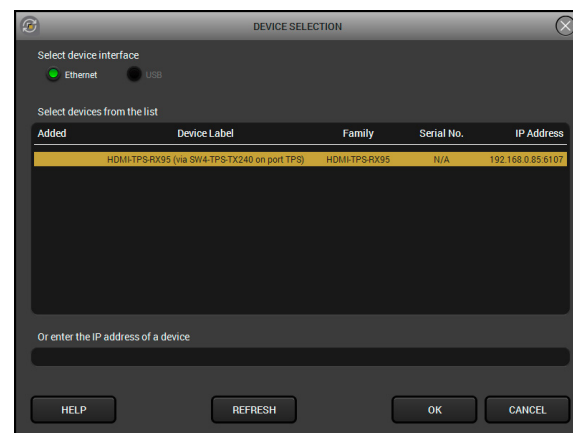 DEVICE SELECTION
Select device interface
Ethernet USB
Select devices from the list
Added Device Label Family Serial No. IP Address
HDMI-TPS-RX95 (via SW4-TPS-TX240 on port TPS) HDMI-TPS-RX95 N/A 192.168.0.85:6107
Or enter the IP address of a device
HELP REFRESH OK CANCEL